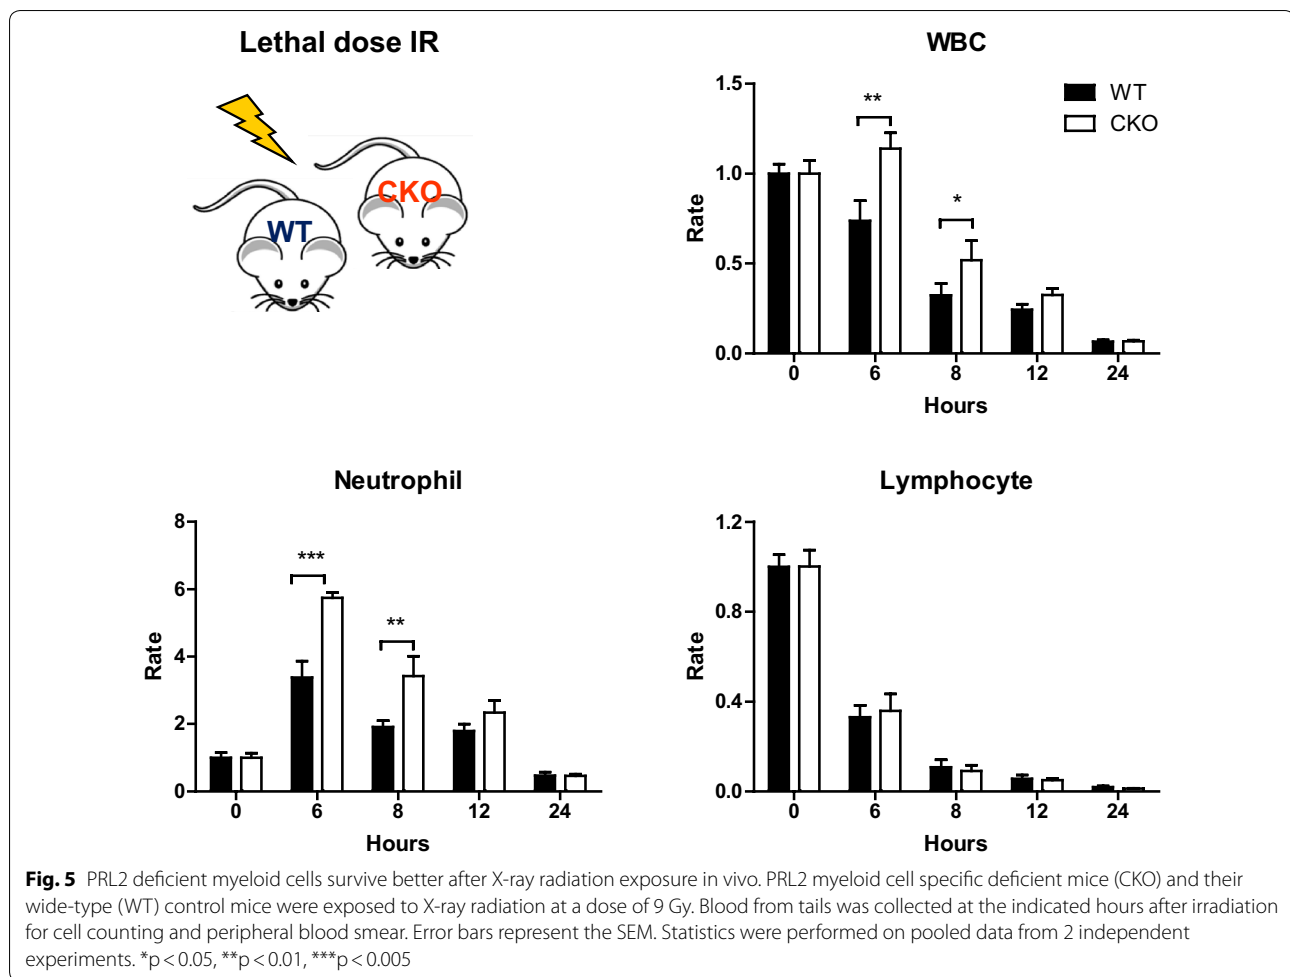 Lethal dose IR
WT
CKO
WBC
WT
CKO
Rate
1.5
1.0
0.5
0.0
**
*
0 6 8 12 24
Hours
Neutrophil
Rate
8
6
4
2
0
***
**
0 6 8 12 24
Hours
Lymphocyte
Rate
1.2
0.8
0.4
0.0
0 6 8 12 24
Hours
Fig. 5 PRL2 deficient myeloid cells survive better after X-ray radiation exposure in vivo. PRL2 myeloid cell specific deficient mice (CKO) and their
wide-type (WT) control mice were exposed to X-ray radiation at a dose of 9 Gy. Blood from tails was collected at the indicated hours after irradiation
for cell counting and peripheral blood smear. Error bars represent the SEM. Statistics were performed on pooled data from 2 independent
experiments. *p < 0.05, **p < 0.01, ***p < 0.005